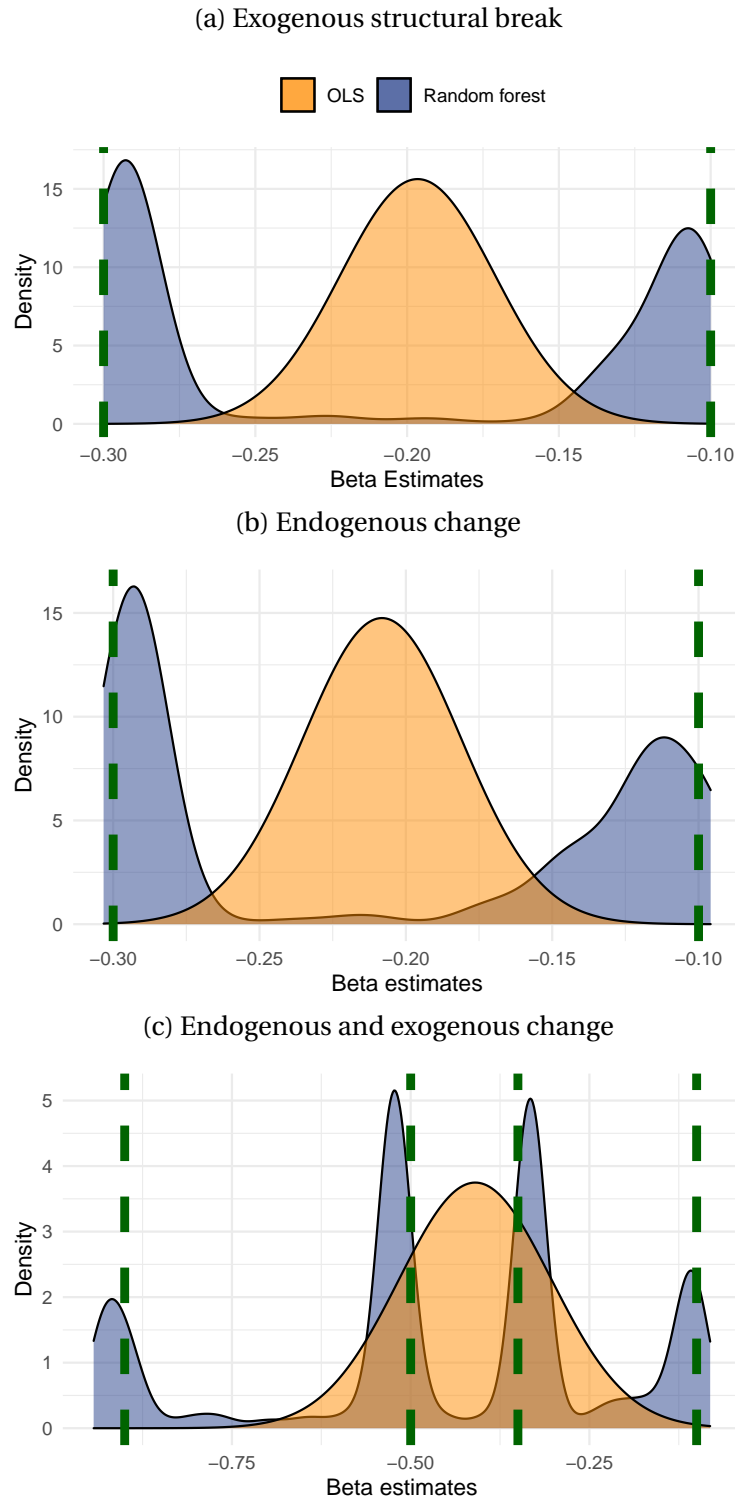 (a) Exogenous structural break
OLS Random forest
15
10
5
0
Density
−0.30 −0.25 −0.20 −0.15 −0.10
Beta Estimates
(b) Endogenous change
15
10
5
0
Density
−0.30 −0.25 −0.20 −0.15 −0.10
Beta estimates
(c) Endogenous and exogenous change
5
4
3
2
1
0
Density
−0.75 −0.50 −0.25
Beta estimates